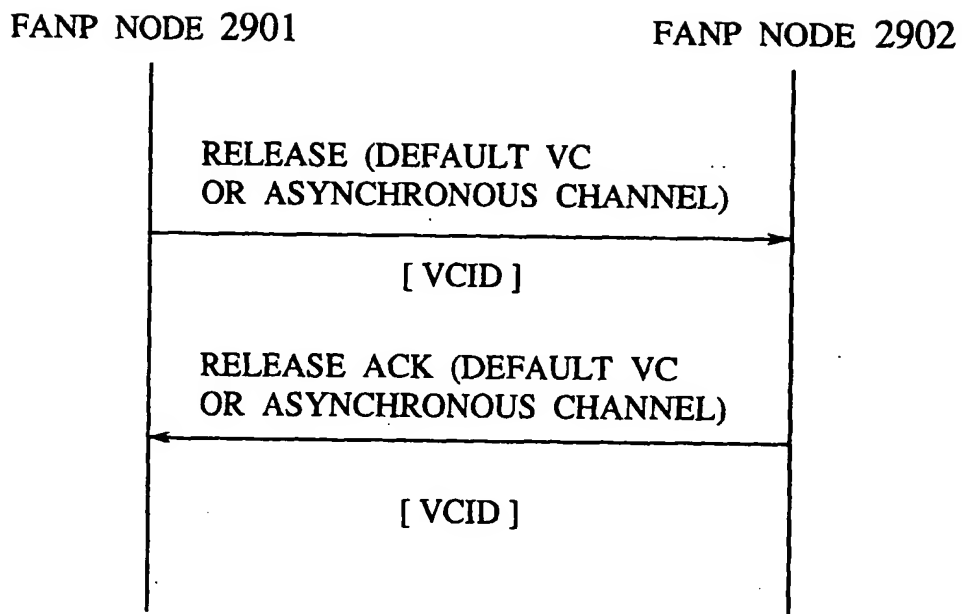 FANP NODE 2901
FANP NODE 2902
RELEASE (DEFAULT VC
OR ASYNCHRONOUS CHANNEL)
[ VCID ]
RELEASE ACK (DEFAULT VC
OR ASYNCHRONOUS CHANNEL)
[ VCID ]